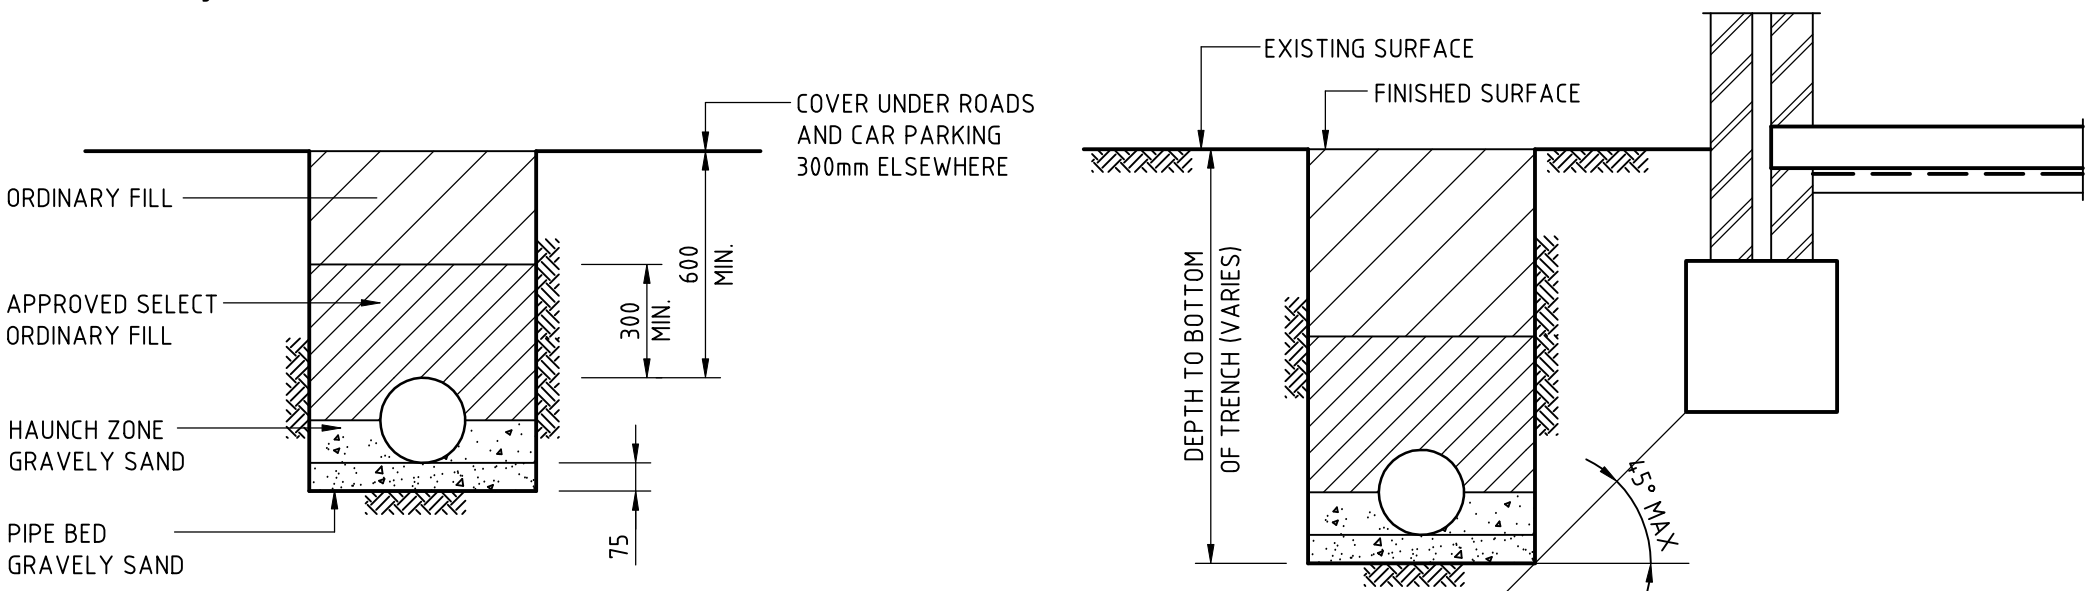 COVER UNDER ROADS
AND CAR PARKING
300mm ELSEWHERE
ORDINARY FILL
APPROVED SELECT
ORDINARY FILL
HAUNCH ZONE
GRAVELY SAND
PIPE BED
GRAVELY SAND
300
MIN.
600
MIN.
75
EXISTING SURFACE
FINISHED SURFACE
DEPTH TO BOTTOM
OF TRENCH (VARIES)
45° MAX